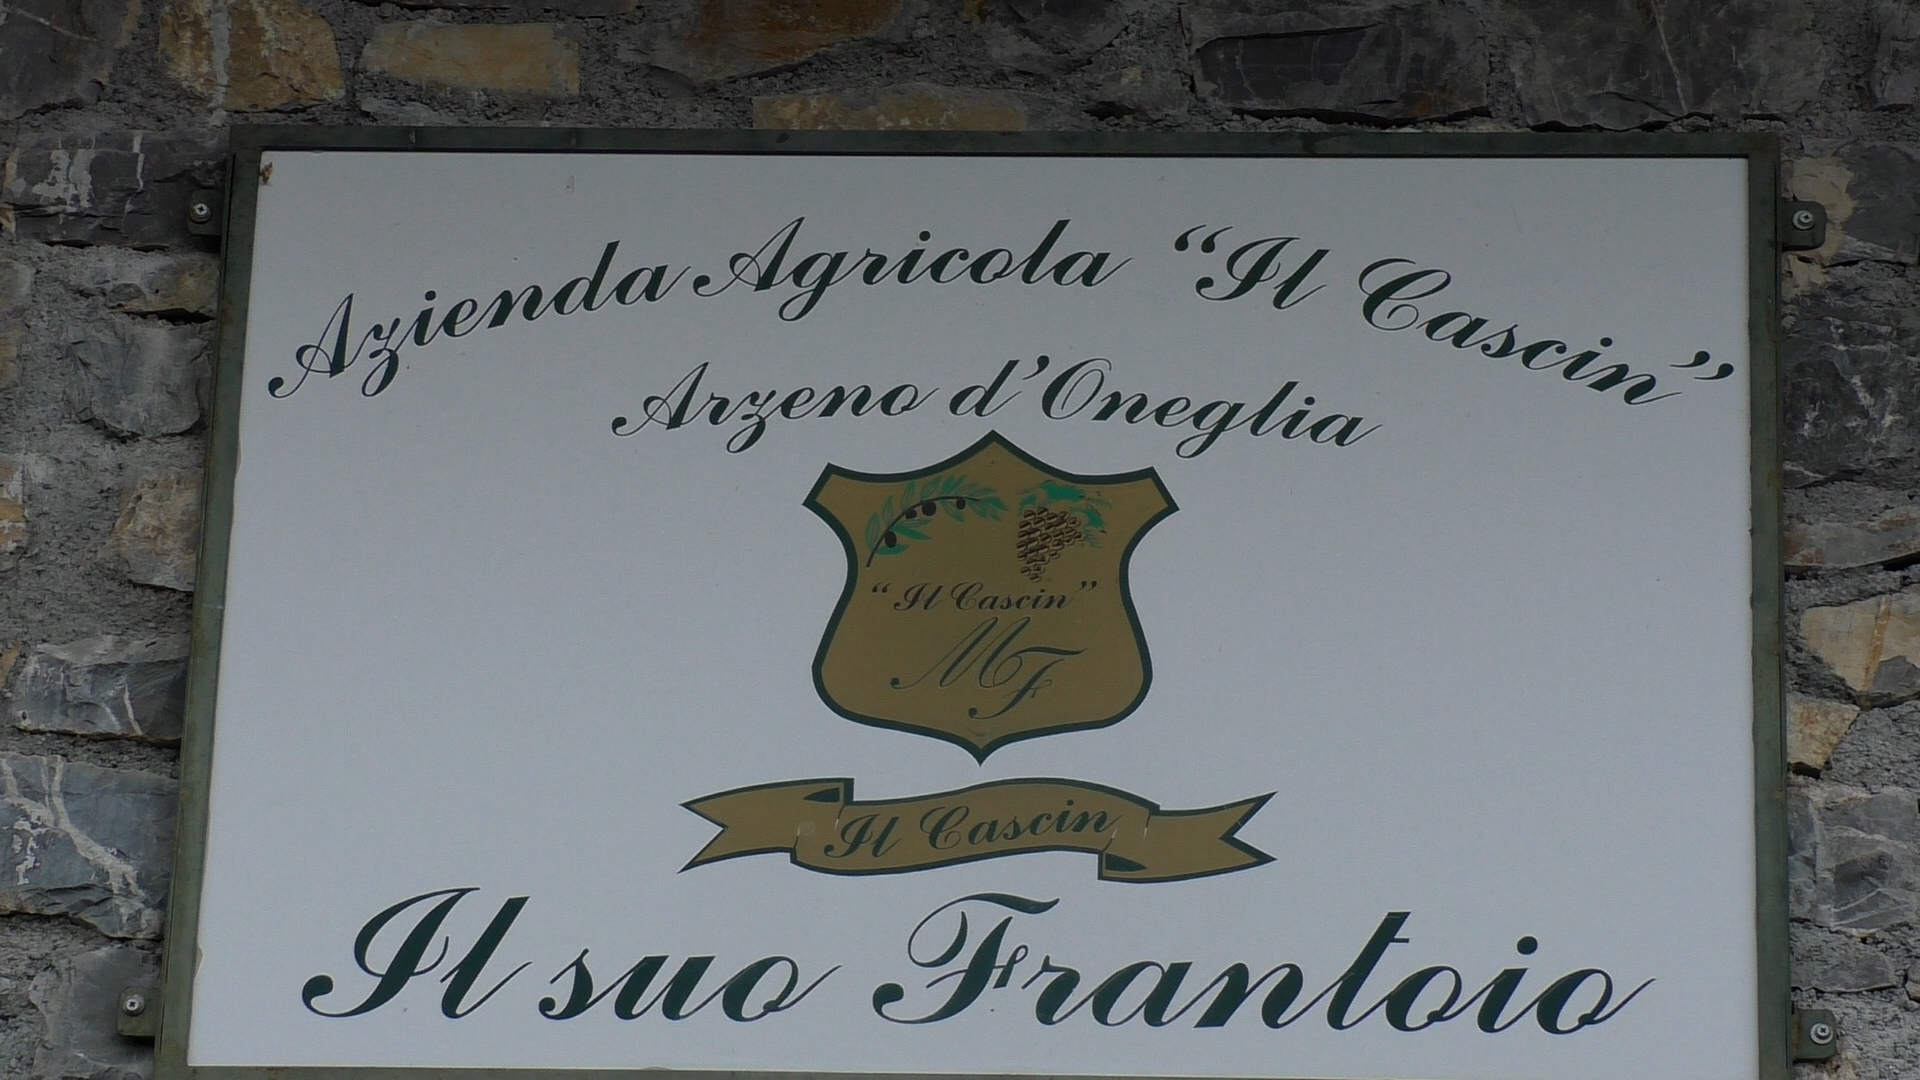 Azienda Agricola “Il Cascin”
Arzeno d’Oneglia
“Il Cascin”
MF
Il Cascin
Il suo Frantoio